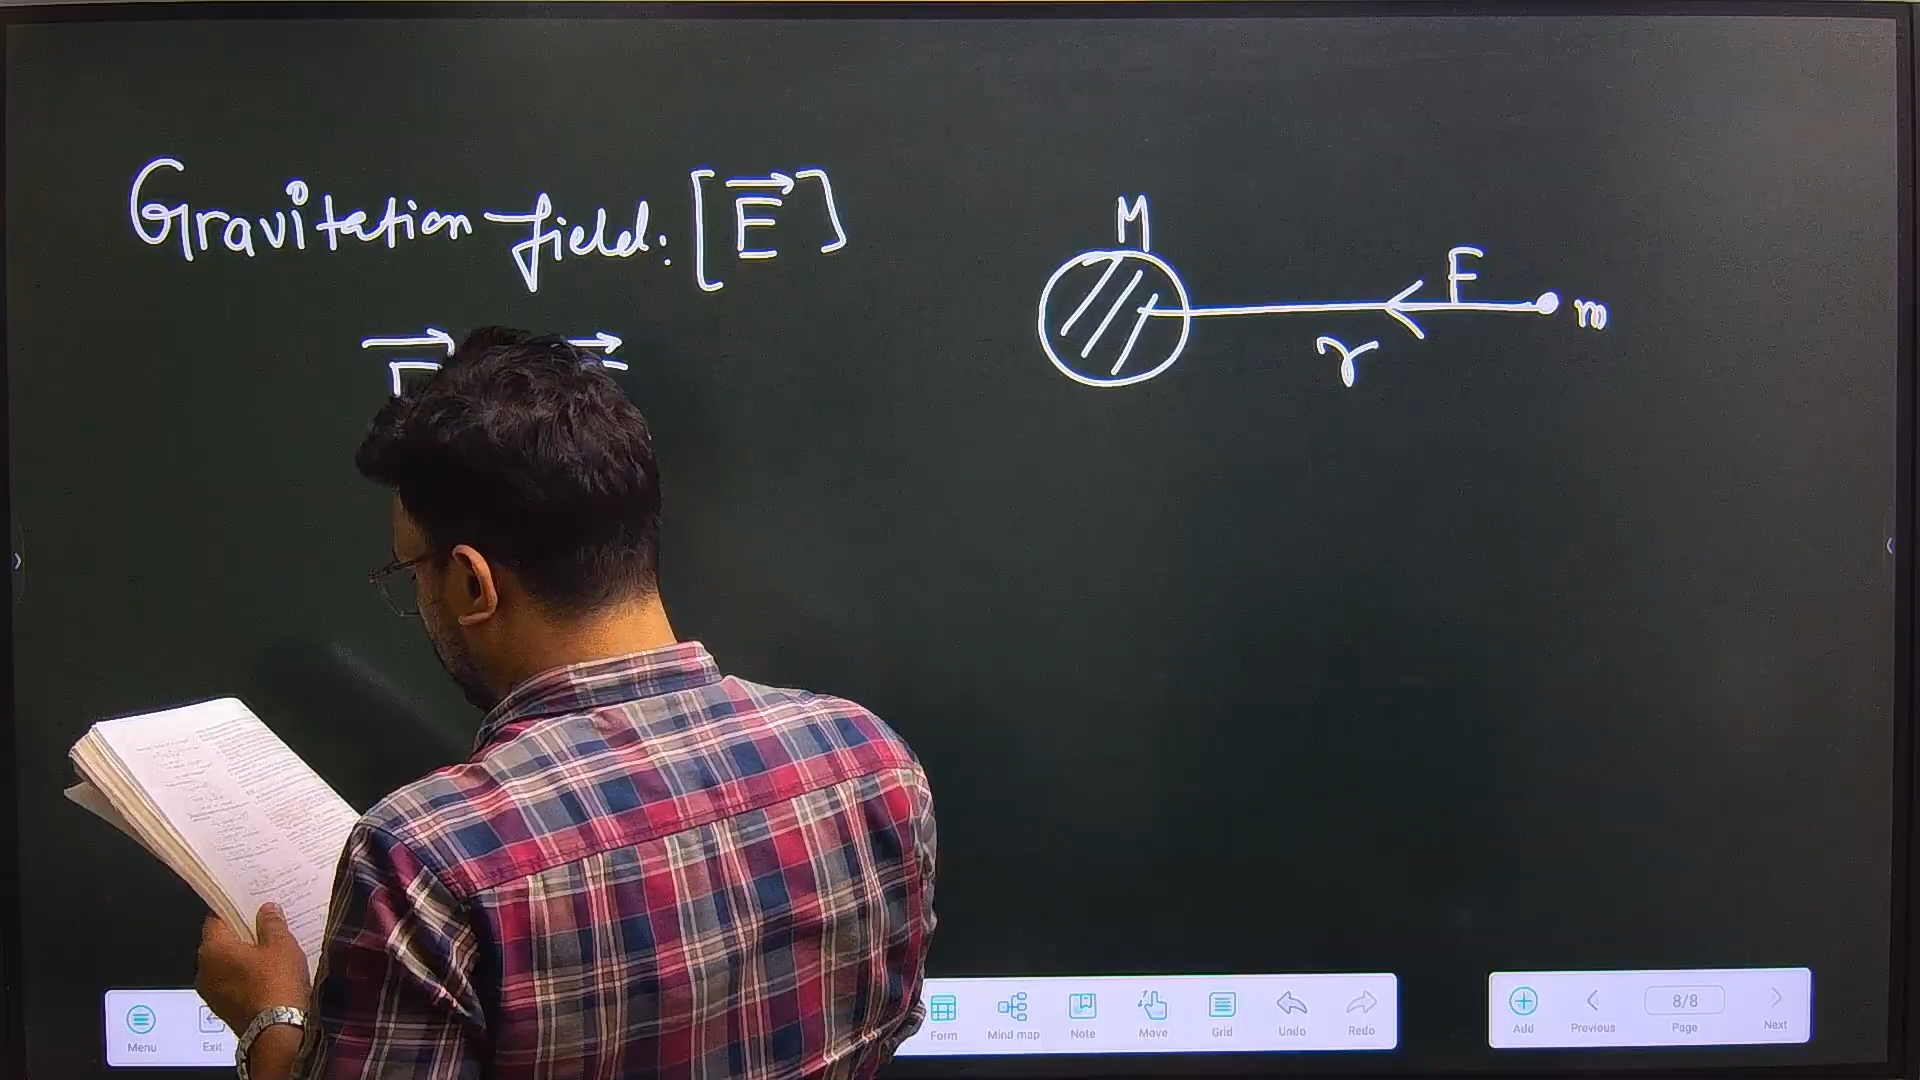 Gravitation field: [E]
M
F
m
r
Menu
Exit
Form
Mind map
Note
Move
Grid
Undo
Redo
Add
Previous
8/8
Page
Next